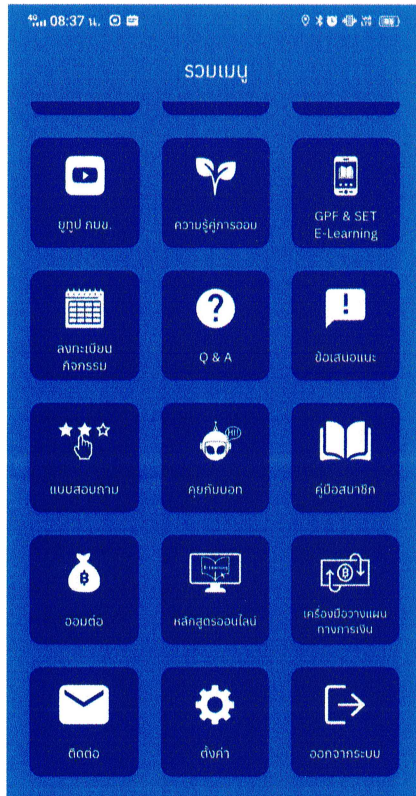 4G 08:37 น.
รวมเมนู
ยูทูป กบข.
ความรู้คู่การออม
GPF & SET
E-Learning
ลงทะเบียน
กิจกรรม
Q & A
ข้อเสนอแนะ
แบบสอบถาม
HI!
คุยกับบอท
คู่มือสมาชิก
ออมต่อ
E-Learning
หลักสูตรออนไลน์
เครื่องมือวางแผน
ทางการเงิน
ติดต่อ
ตั้งค่า
ออกจากระบบ